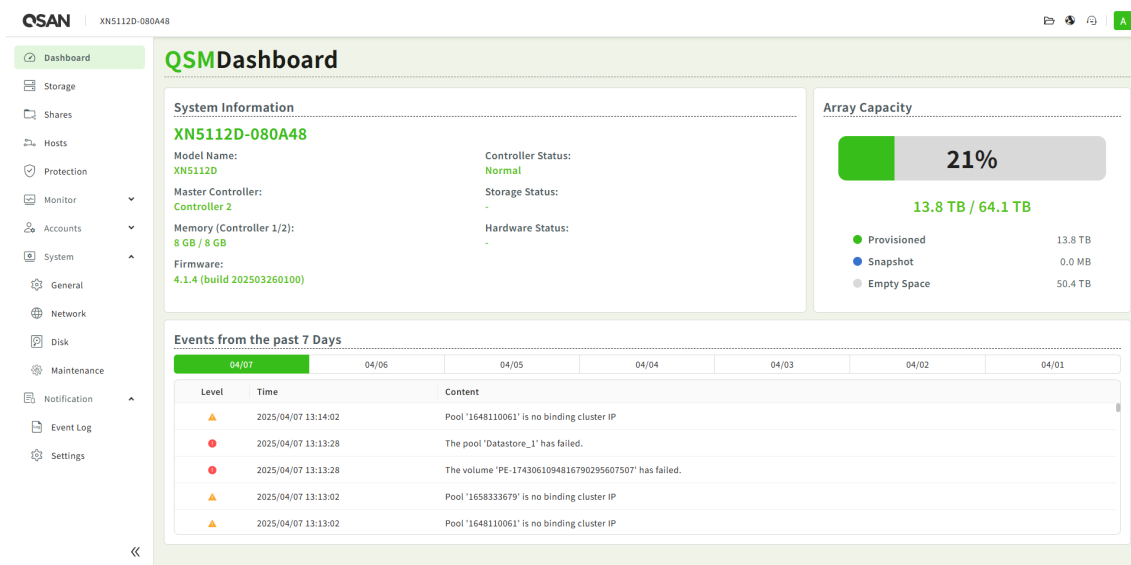 QSAN XN5112D-080A48
A
Dashboard
Storage
Shares
Hosts
Protection
Monitor
Accounts
System
General
Network
Disk
Maintenance
Notification
Event Log
Settings
QSMDashboard
System Information
XN5112D-080A48
Model Name:
XN5112D
Master Controller:
Controller 2
Memory (Controller 1/2):
8 GB / 8 GB
Firmware:
4.1.4 (build 202503260100)
Controller Status:
Normal
Storage Status:
-
Hardware Status:
-
Array Capacity
21%
13.8 TB / 64.1 TB
Provisioned 13.8 TB
Snapshot 0.0 MB
Empty Space 50.4 TB
Events from the past 7 Days
04/07 04/06 04/05 04/04 04/03 04/02 04/01
Level Time Content
2025/04/07 13:14:02 Pool '1648110061' is no binding cluster IP
2025/04/07 13:13:28 The pool 'Datastore_1' has failed.
2025/04/07 13:13:28 The volume 'PE-1743061094816790295607507' has failed.
2025/04/07 13:13:02 Pool '1658333679' is no binding cluster IP
2025/04/07 13:13:02 Pool '1648110061' is no binding cluster IP